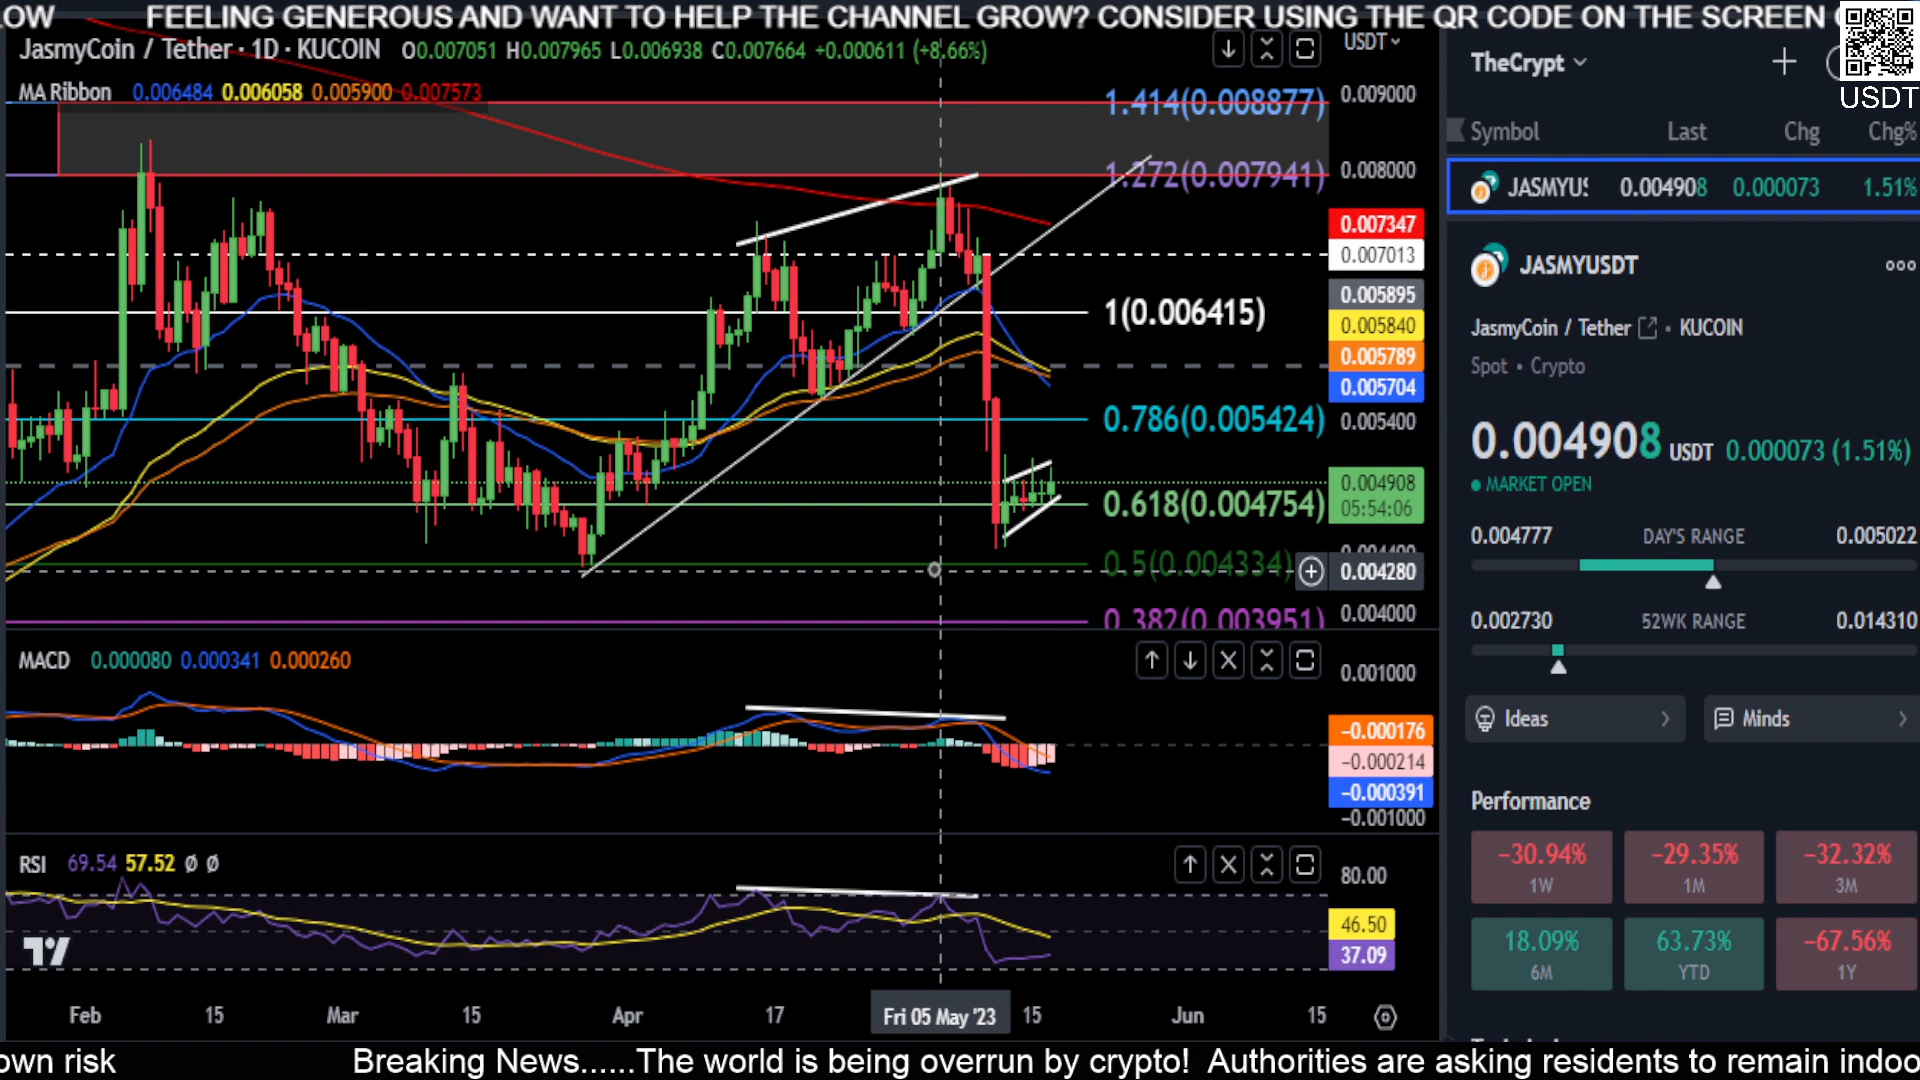 LOW FEELING GENEROUS AND WANT TO HELP THE CHANNEL GROW? CONSIDER USING THE QR CODE ON THE SCREEN
JasmyCoin / Tether · 1D · KUCOIN O0.007051 H0.007965 L0.006938 C0.007664 +0.000611 (+8.66%)
USDT
MA Ribbon 0.006484 0.006058 0.005900 0.007573
1.414(0.008877)
1.272(0.007941)
1(0.006415)
0.786(0.005424)
0.618(0.004754)
0.5(0.004334)
0.382(0.003951)
0.009000
0.008000
0.007347
0.007013
0.005895
0.005840
0.005789
0.005704
0.005400
0.004908
05:54:06
0.004400
0.004280
0.004000
MACD 0.000080 0.000341 0.000260
0.001000
−0.000176
−0.000214
−0.000391
−0.001000
RSI 69.54 57.52 Ø Ø
80.00
46.50
37.09
Feb 15 Mar 15 Apr 17 Fri 05 May '23 15 Jun 15
TheCrypt
USDT
Symbol Last Chg Chg%
JASMYUS 0.004908 0.000073 1.51%
JASMYUSDT
JasmyCoin / Tether • KUCOIN
Spot • Crypto
0.004908 USDT 0.000073 (1.51%)
MARKET OPEN
0.004777 DAY'S RANGE 0.005022
0.002730 52WK RANGE 0.014310
Ideas Minds
Performance
−30.94% −29.35% −32.32%
1W 1M 3M
18.09% 63.73% −67.56%
6M YTD 1Y
own risk Breaking News......The world is being overrun by crypto! Authorities are asking residents to remain indoo